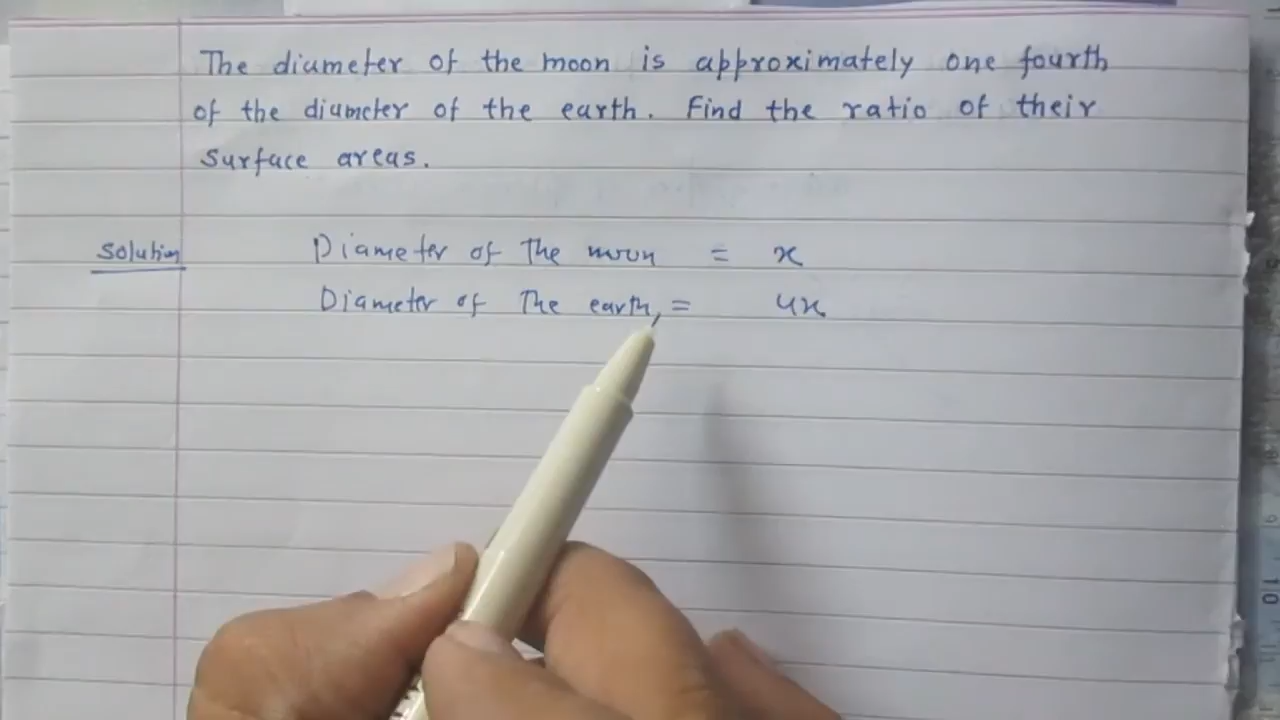 The diameter of the moon is approximately one fourth
of the diameter of the earth. Find the ratio of their
surface areas.
Solution
Diameter of The moon = x
Diameter of The earth = 4x
10